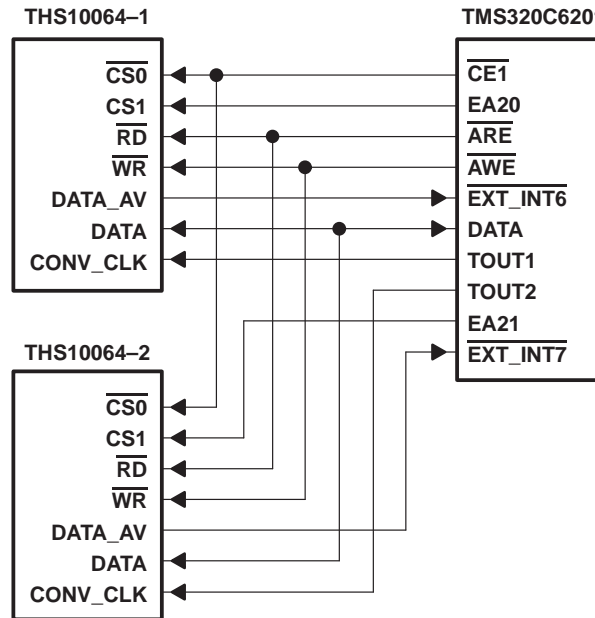 THS10064–1
TMS320C6201
CS0
CE1
CS1
EA20
RD
ARE
WR
AWE
DATA_AV
EXT_INT6
DATA
DATA
CONV_CLK
TOUT1
TOUT2
EA21
EXT_INT7
THS10064–2
CS0
CS1
RD
WR
DATA_AV
DATA
CONV_CLK